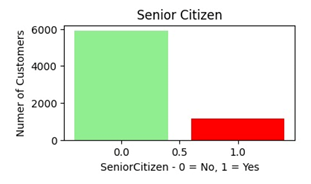 Senior Citizen
Numer of Customers
6000
4000
2000
0
0.0 0.5 1.0
SeniorCitizen - 0 = No, 1 = Yes